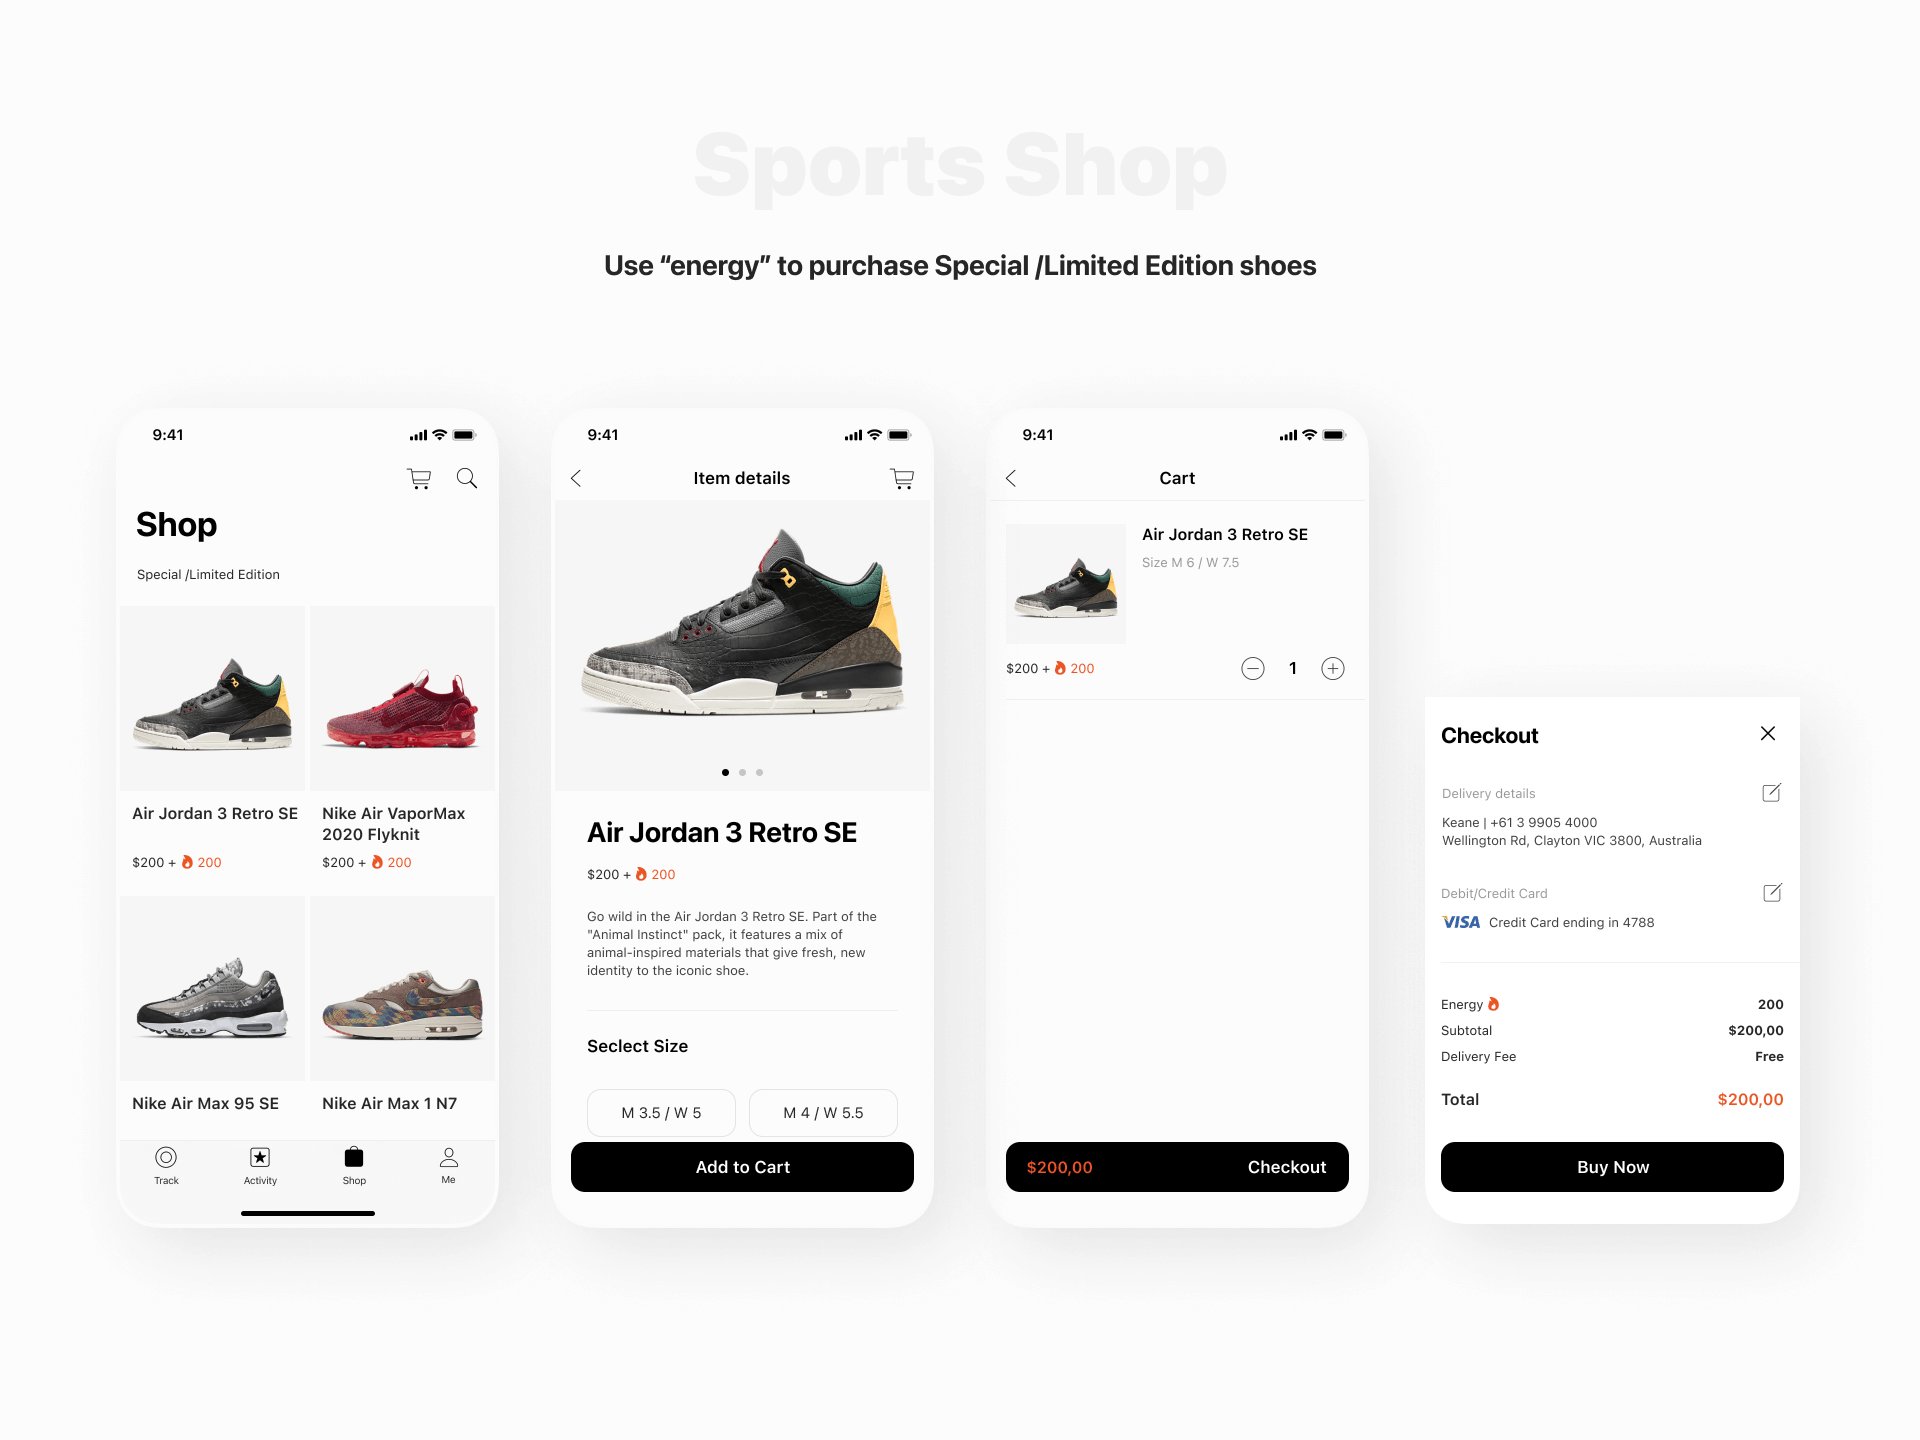 Sports Shop
Use “energy” to purchase Special /Limited Edition shoes
9:41
Shop
Special /Limited Edition
Air Jordan 3 Retro SE
$200 + 200
Nike Air VaporMax
2020 Flyknit
$200 + 200
Nike Air Max 95 SE
Nike Air Max 1 N7
Track
Activity
Shop
Me
9:41
Item details
Air Jordan 3 Retro SE
$200 + 200
Go wild in the Air Jordan 3 Retro SE. Part of the
"Animal Instinct" pack, it features a mix of
animal-inspired materials that give fresh, new
identity to the iconic shoe.
Seclect Size
M 3.5 / W 5
M 4 / W 5.5
Add to Cart
9:41
Cart
Air Jordan 3 Retro SE
Size M 6 / W 7.5
$200 + 200
1
$200,00
Checkout
Checkout
Delivery details
Keane | +61 3 9905 4000
Wellington Rd, Clayton VIC 3800, Australia
Debit/Credit Card
VISA Credit Card ending in 4788
Energy 200
Subtotal $200,00
Delivery Fee Free
Total $200,00
Buy Now